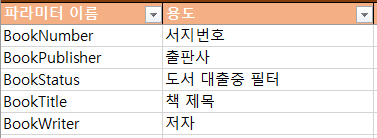 파라미터 이름 용도
BookNumber 서지번호
BookPublisher 출판사
BookStatus 도서 대출중 필터
BookTitle 책 제목
BookWriter 저자